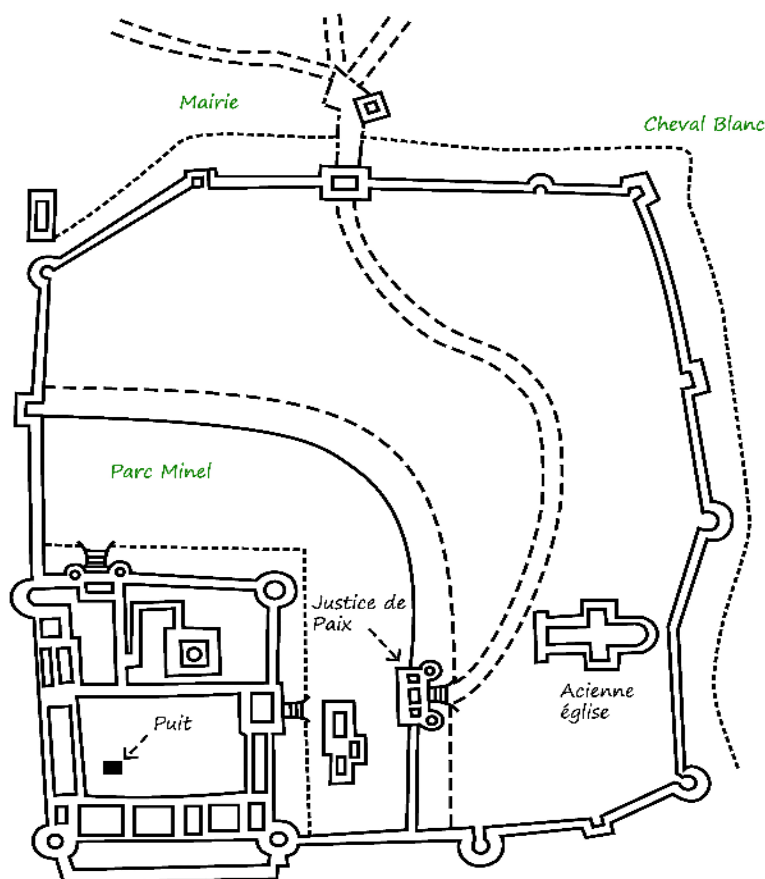 Mairie
Cheval Blanc
Parc Minel
Justice de
Paix
Acienne
église
Puit